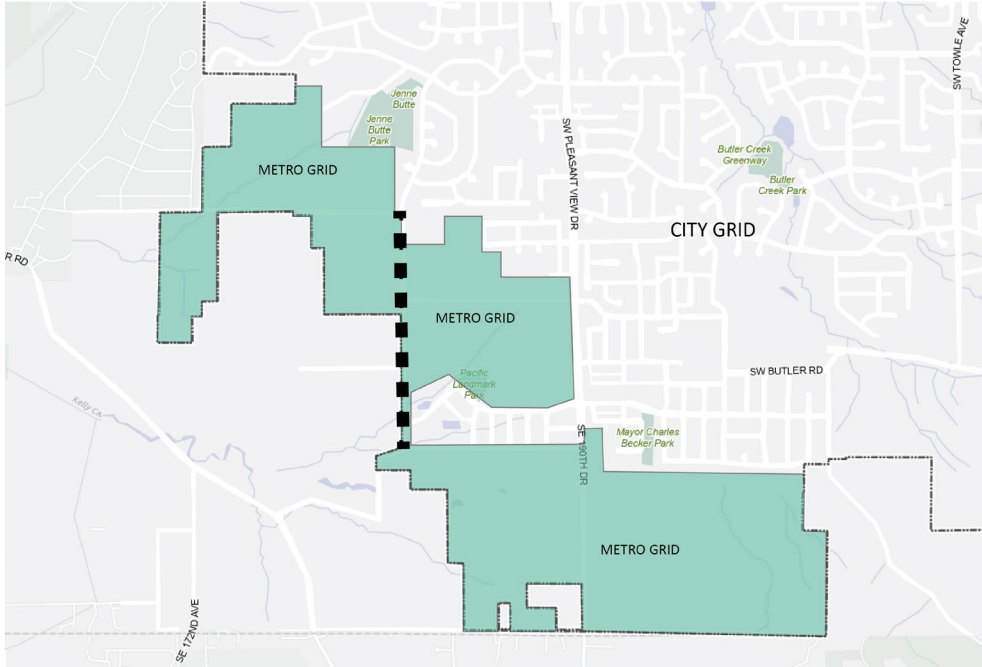 SW TOWLE AVE
Jenne
Butte
Jenne
Butte
Park
SW PLEASANT VIEW DR
Butler Creek
Greenway
METRO GRID
Butler
Creek Park
CITY GRID
R RD
METRO GRID
Pacific
Landmark
Park
SW BUTLER RD
Kelly Cr.
Mayor Charles
Becker Park
SE 190TH DR
METRO GRID
SE 172ND AVE